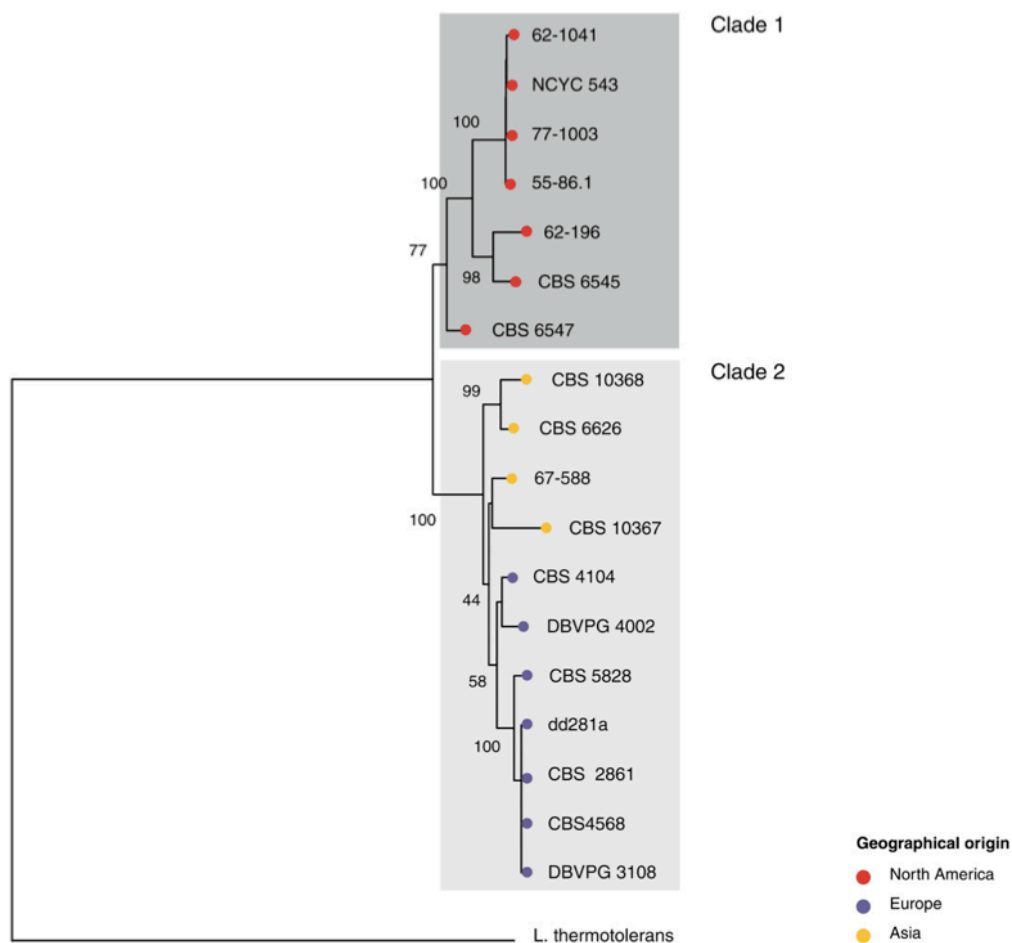 Clade 1
62-1041
NCYC 543
100
77-1003
100
55-86.1
62-196
77
98
CBS 6545
CBS 6547
Clade 2
CBS 10368
99
CBS 6626
67-588
100
CBS 10367
CBS 4104
44
DBVPG 4002
CBS 5828
58
dd281a
100
CBS 2861
CBS4568
DBVPG 3108
Geographical origin
North America
Europe
Asia
L. thermotolerans